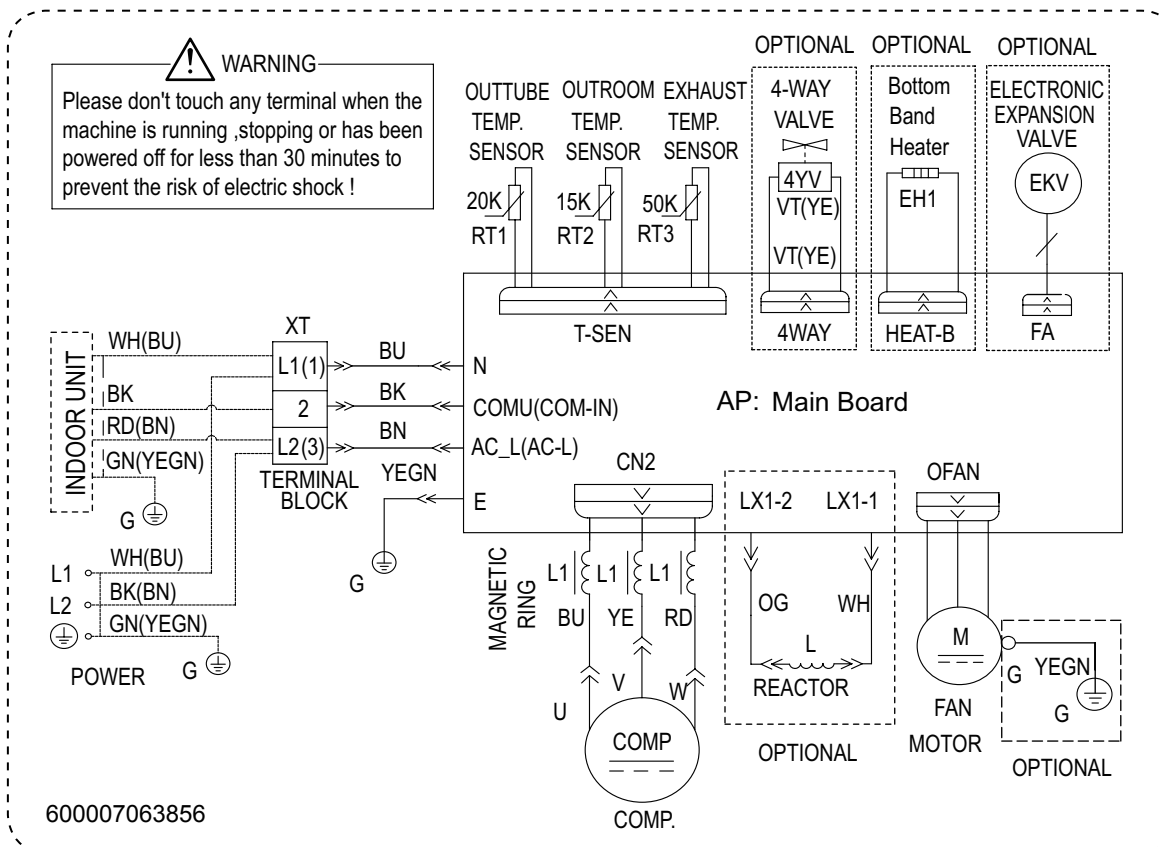 WARNING
Please don't touch any terminal when the
machine is running ,stopping or has been
powered off for less than 30 minutes to
prevent the risk of electric shock !
OUTTUBE
TEMP.
SENSOR
20K
RT1
OUTROOM
TEMP.
SENSOR
15K
RT2
EXHAUST
TEMP.
SENSOR
50K
RT3
T-SEN
OPTIONAL
4-WAY
VALVE
4YV
VT(YE)
VT(YE)
4WAY
OPTIONAL
Bottom
Band
Heater
EH1
HEAT-B
OPTIONAL
ELECTRONIC
EXPANSION
VALVE
EKV
FA
INDOOR UNIT
WH(BU)
BK
RD(BN)
GN(YEGN)
G
XT
L1(1)
2
L2(3)
TERMINAL
BLOCK
BU
BK
BN
YEGN
G
N
COMU(COM-IN)
AC_L(AC-L)
E
AP: Main Board
L1
L2
WH(BU)
BK(BN)
GN(YEGN)
G
POWER
CN2
MAGNETIC
RING
L1
L1
L1
BU
YE
RD
U
V
W
COMP
COMP.
LX1-2
LX1-1
OG
WH
L
REACTOR
OPTIONAL
OFAN
M
FAN
MOTOR
G
YEGN
G
OPTIONAL
600007063856